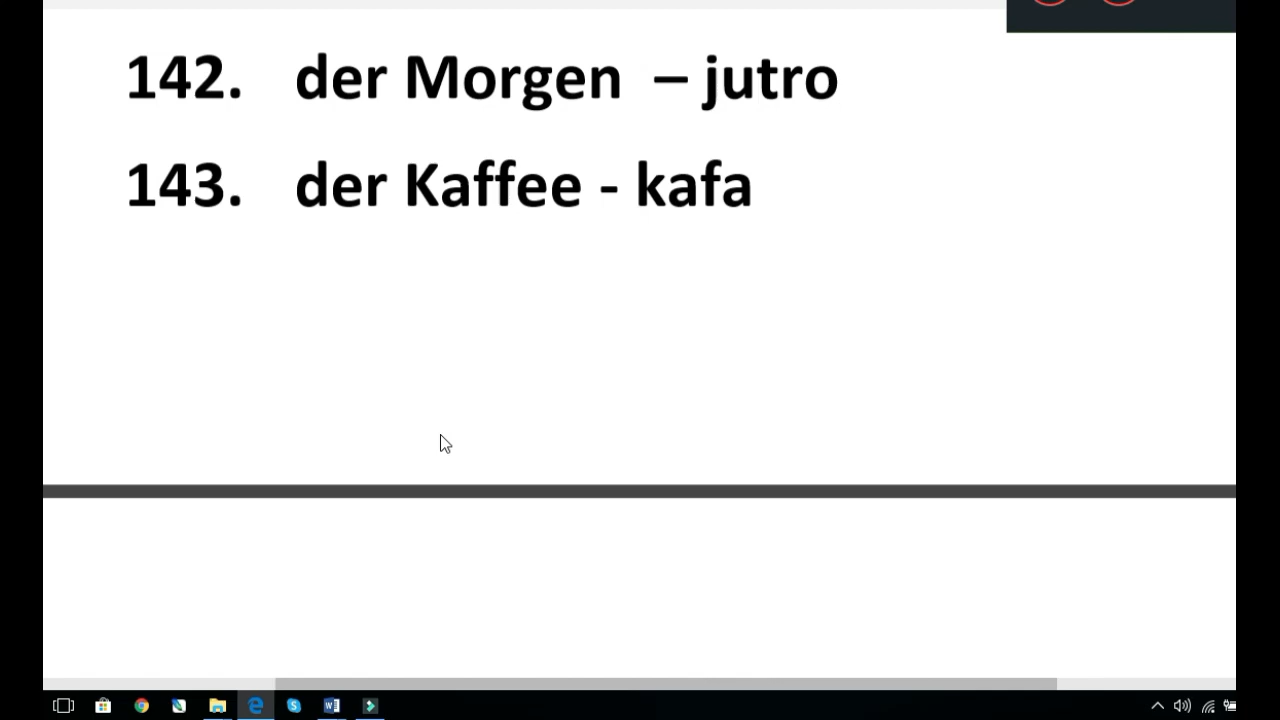 142. der Morgen – jutro
143. der Kaffee - kafa